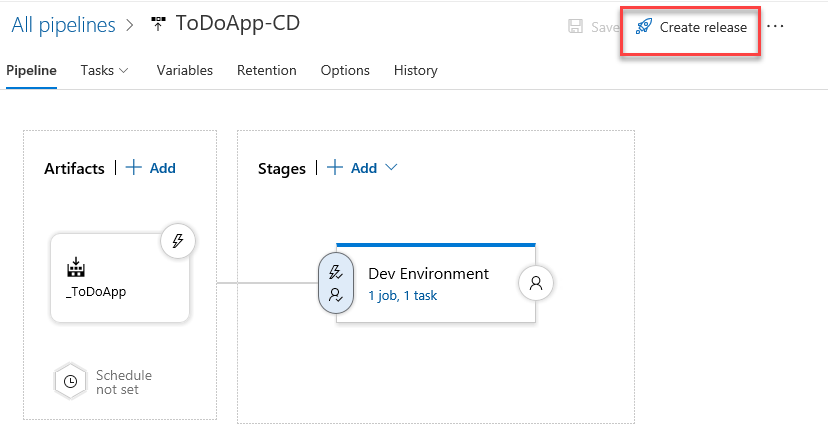 All pipelines > ToDoApp-CD
Save
Create release
...
Pipeline
Tasks
Variables
Retention
Options
History
Artifacts | + Add
Stages | + Add
_ToDoApp
Dev Environment
1 job, 1 task
Schedule
not set